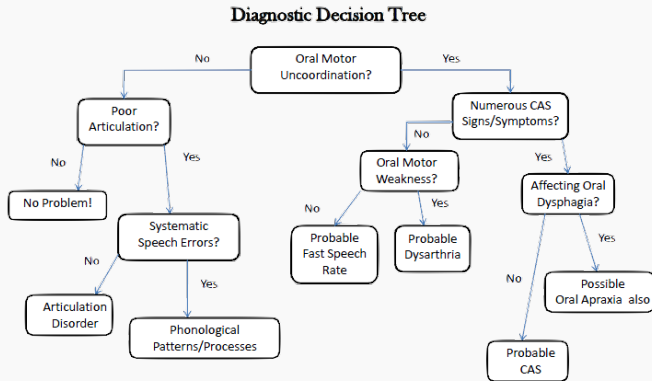 Diagnostic Decision Tree
No
Oral Motor
Uncoordination?
Yes
Poor
Articulation?
Numerous CAS
Signs/Symptoms?
No
Yes
No
Yes
Oral Motor
Weakness?
Affecting Oral
Dysphagia?
No Problem!
Systematic
Speech Errors?
No
Yes
Probable
Fast Speech
Rate
Probable
Dysarthria
No
Yes
No
Yes
Articulation
Disorder
Phonological
Patterns/Processes
Possible
Oral Apraxia also
Probable
CAS